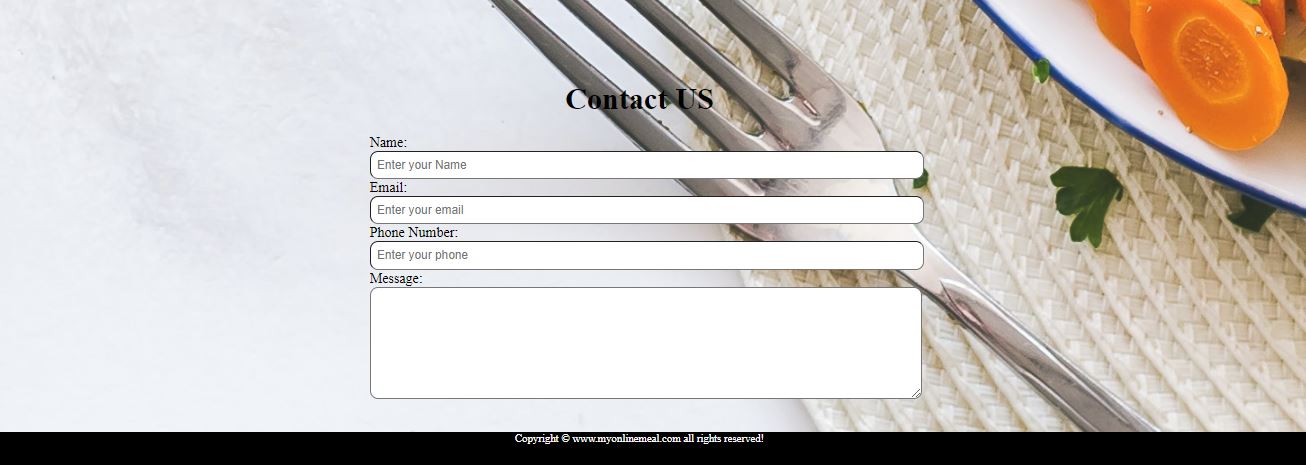 Contact US
Name:
Enter your Name
Email:
Enter your email
Phone Number:
Enter your phone
Message:
Copyright © www.myonlinemeal.com all rights reserved!